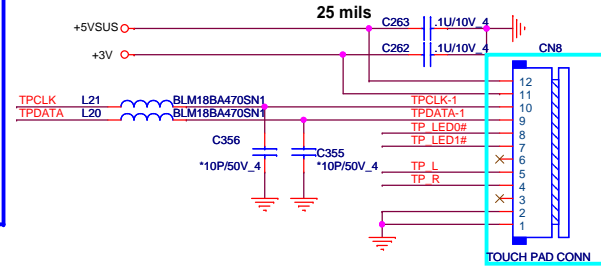 25 mils
+5VSUS C263 .1U/10V_4
+3V C262 .1U/10V_4
CN8
12
11
TPCLK L21 BLM18BA470SN1 TPCLK-1 10
TPDATA L20 BLM18BA470SN1 TPDATA-1 9
TP_LED0# 8
TP_LED1# 7
C356 C355
*10P/50V_4 *10P/50V_4
6
TP_L 5
TP_R 4
3
2
1
TOUCH PAD CONN